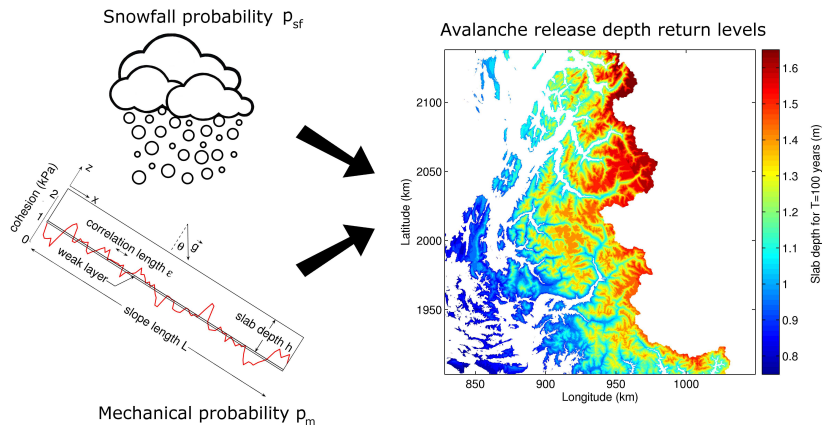 Snowfall probability p_sf
Avalanche release depth return levels
cohesion (kPa)
2
1
0
z
x
correlation length ε
weak layer
slope length L
θ
g
slab depth h
Mechanical probability p_m
2100
2050
2000
1950
Latitude (km)
850
900
950
1000
Longitude (km)
1.6
1.5
1.4
1.3
1.2
1.1
1
0.9
0.8
Slab depth for T=100 years (m)